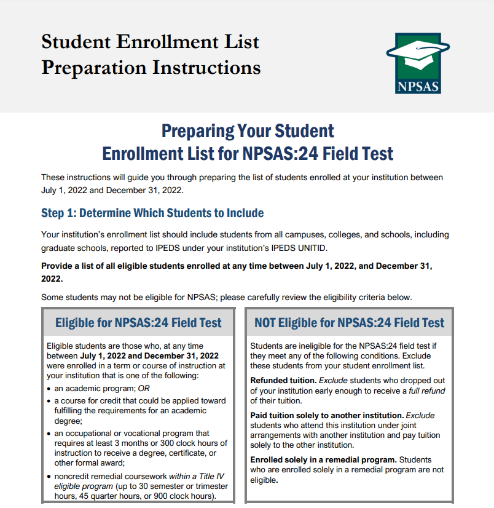 Student Enrollment List
Preparation Instructions
NPSAS
Preparing Your Student
Enrollment List for NPSAS:24 Field Test
These instructions will guide you through preparing the list of students enrolled at your institution between
July 1, 2022 and December 31, 2022.
Step 1: Determine Which Students to Include
Your institution's enrollment list should include students from all campuses, colleges, and schools, including
graduate schools, reported to IPEDS under your institution's IPEDS UNITID.
Provide a list of all eligible students enrolled at any time between July 1, 2022, and December 31,
2022.
Some students may not be eligible for NPSAS; please carefully review the eligibility criteria below.
Eligible for NPSAS:24 Field Test
Eligible students are those who, at any time
between July 1, 2022 and December 31, 2022
were enrolled in a term or course of instruction at
your institution that is one of the following:
• an academic program; OR
• a course for credit that could be applied toward
fulfilling the requirements for an academic
degree;
• an occupational or vocational program that
requires at least 3 months or 300 clock hours of
instruction to receive a degree, certificate, or
other formal award;
• noncredit remedial coursework within a Title IV
eligible program (up to 30 semester or trimester
hours, 45 quarter hours, or 900 clock hours).
NOT Eligible for NPSAS:24 Field Test
Students are ineligible for the NPSAS:24 field test if
they meet any of the following conditions. Exclude
these students from your student enrollment list.
Refunded tuition. Exclude students who dropped out
of your institution early enough to receive a full refund
of their tuition.
Paid tuition solely to another institution. Exclude
students who attend this institution under joint
arrangements with another institution and pay tuition
solely to the other institution.
Enrolled solely in a remedial program. Students
who are enrolled solely in a remedial program are not
eligible.